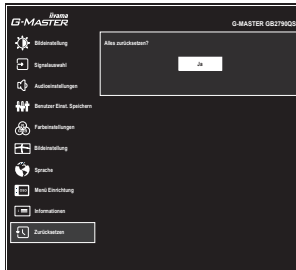 iiyama
G-MASTER
G-MASTER GB2790QS
Bildeinstellung
Alles zurücksetzen?
Ja
Signalauswahl
Audioeinstellungen
Benutzer Einst. Speichern
Farbeinstellungen
Bildeinstellung
Sprache
Menü Einrichtung
Informationen
Zurücksetzen